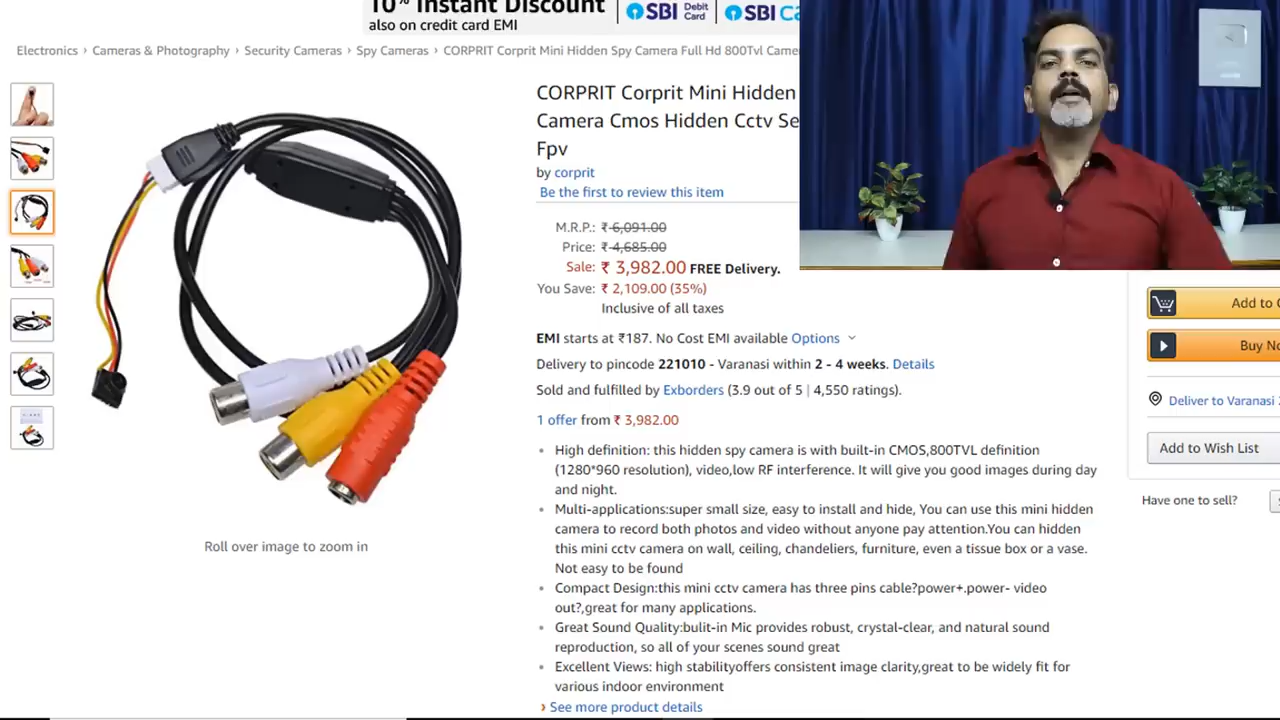 10% Instant Discount
also on credit card EMI
SBI Debit Card
SBI
Electronics › Cameras & Photography › Security Cameras › Spy Cameras › CORPRIT Corprit Mini Hidden Spy Camera Full Hd 800Tvl
CORPRIT Corprit Mini Hidden
Camera Cmos Hidden Cctv
Fpv
by corprit
Be the first to review this item
M.R.P.: ₹ 6,091.00
Price: ₹ 4,685.00
Sale: ₹ 3,982.00 FREE Delivery.
You Save: ₹ 2,109.00 (35%)
Inclusive of all taxes
EMI starts at ₹187. No Cost EMI available Options
Delivery to pincode 221010 - Varanasi within 2 - 4 weeks. Details
Sold and fulfilled by Exborders (3.9 out of 5 | 4,550 ratings).
1 offer from ₹ 3,982.00
• High definition: this hidden spy camera is with built-in CMOS,800TVL definition
(1280*960 resolution), video,low RF interference. It will give you good images during day
and night.
• Multi-applications:super small size, easy to install and hide, You can use this mini hidden
camera to record both photos and video without anyone pay attention.You can hidden
this mini cctv camera on wall, ceiling, chandeliers, furniture, even a tissue box or a vase.
Not easy to be found
• Compact Design:this mini cctv camera has three pins cable?power+.power- video
out?,great for many applications.
• Great Sound Quality:bulit-in Mic provides robust, crystal-clear, and natural sound
reproduction, so all of your scenes sound great
• Excellent Views: high stabilityoffers consistent image clarity,great to be widely fit for
various indoor environment
› See more product details
Roll over image to zoom in
Add to
Buy
Deliver to Varanasi
Add to Wish List
Have one to sell?